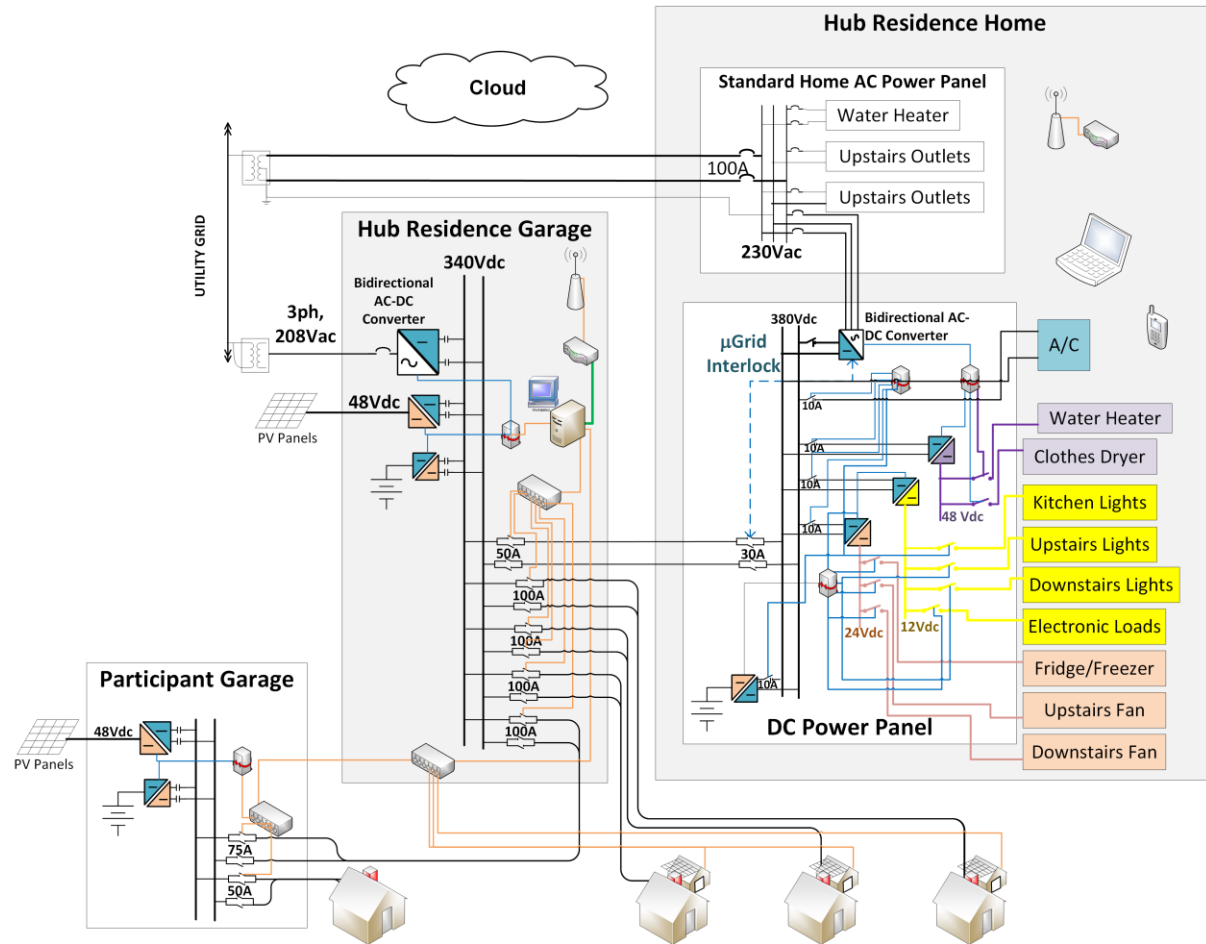 Hub Residence Home
Cloud
Standard Home AC Power Panel
Water Heater
Upstairs Outlets
Upstairs Outlets
100A
230Vac
UTILITY GRID
Hub Residence Garage
340Vdc
Bidirectional
AC-DC
Converter
3ph,
208Vac
48Vdc
PV Panels
50A
100A
100A
100A
100A
380Vdc
Bidirectional AC-
DC Converter
μGrid
Interlock
A/C
10A
10A
10A
10A
10A
30A
Water Heater
Clothes Dryer
48 Vdc
Kitchen Lights
Upstairs Lights
Downstairs Lights
Electronic Loads
24Vdc
12Vdc
Fridge/Freezer
Upstairs Fan
Downstairs Fan
DC Power Panel
Participant Garage
48Vdc
PV Panels
75A
50A